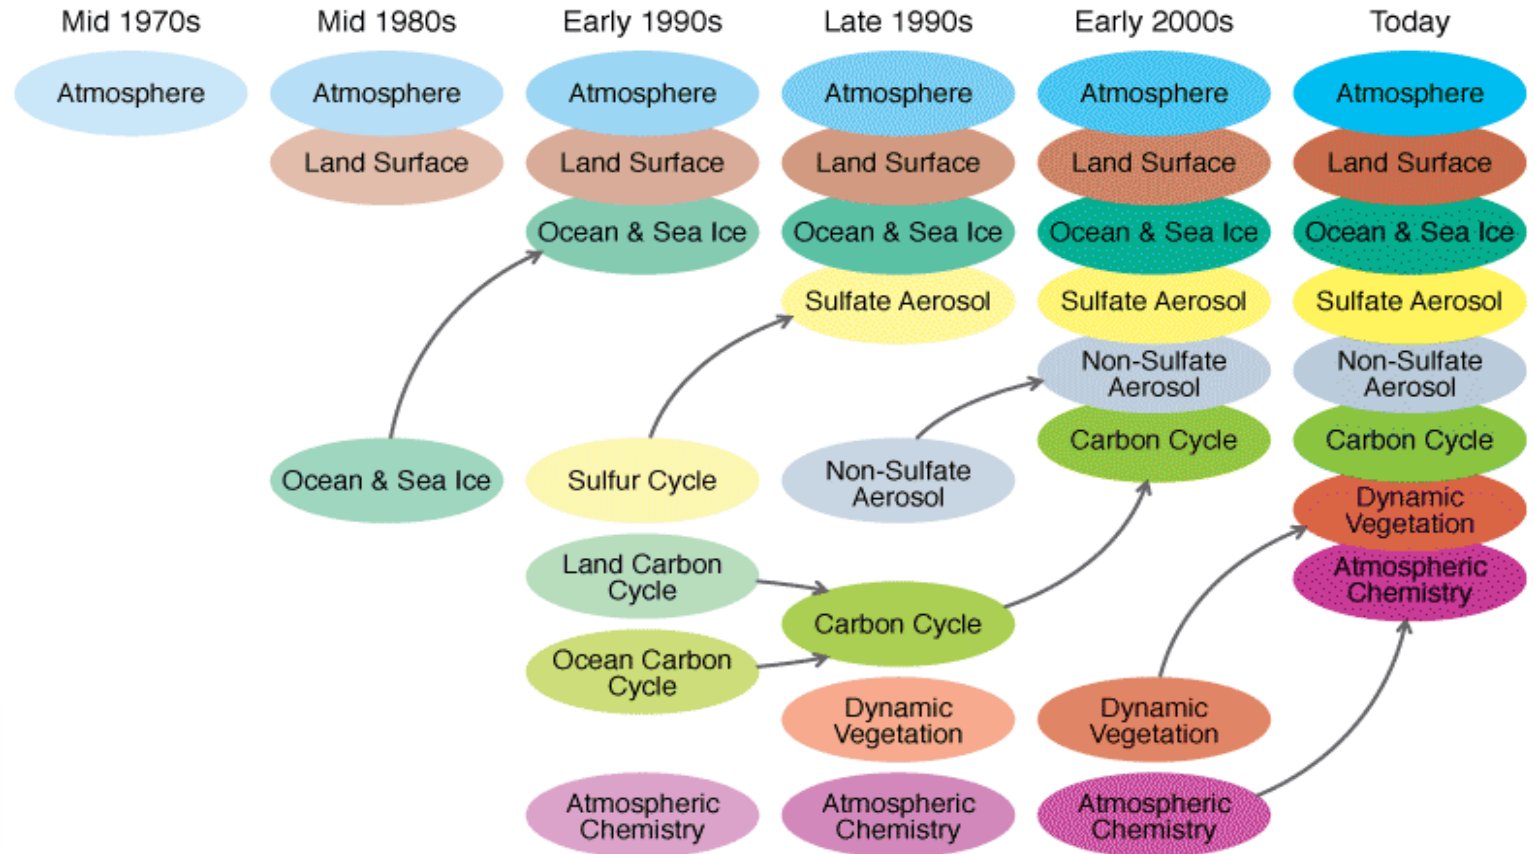 Mid 1970s
Mid 1980s
Early 1990s
Late 1990s
Early 2000s
Today
Atmosphere
Atmosphere
Atmosphere
Atmosphere
Atmosphere
Atmosphere
Land Surface
Land Surface
Land Surface
Land Surface
Land Surface
Ocean & Sea Ice
Ocean & Sea Ice
Ocean & Sea Ice
Ocean & Sea Ice
Sulfate Aerosol
Sulfate Aerosol
Sulfate Aerosol
Non-Sulfate
Aerosol
Non-Sulfate
Aerosol
Carbon Cycle
Carbon Cycle
Ocean & Sea Ice
Sulfur Cycle
Non-Sulfate
Aerosol
Dynamic
Vegetation
Land Carbon
Cycle
Atmospheric
Chemistry
Carbon Cycle
Ocean Carbon
Cycle
Dynamic
Vegetation
Dynamic
Vegetation
Atmospheric
Chemistry
Atmospheric
Chemistry
Atmospheric
Chemistry